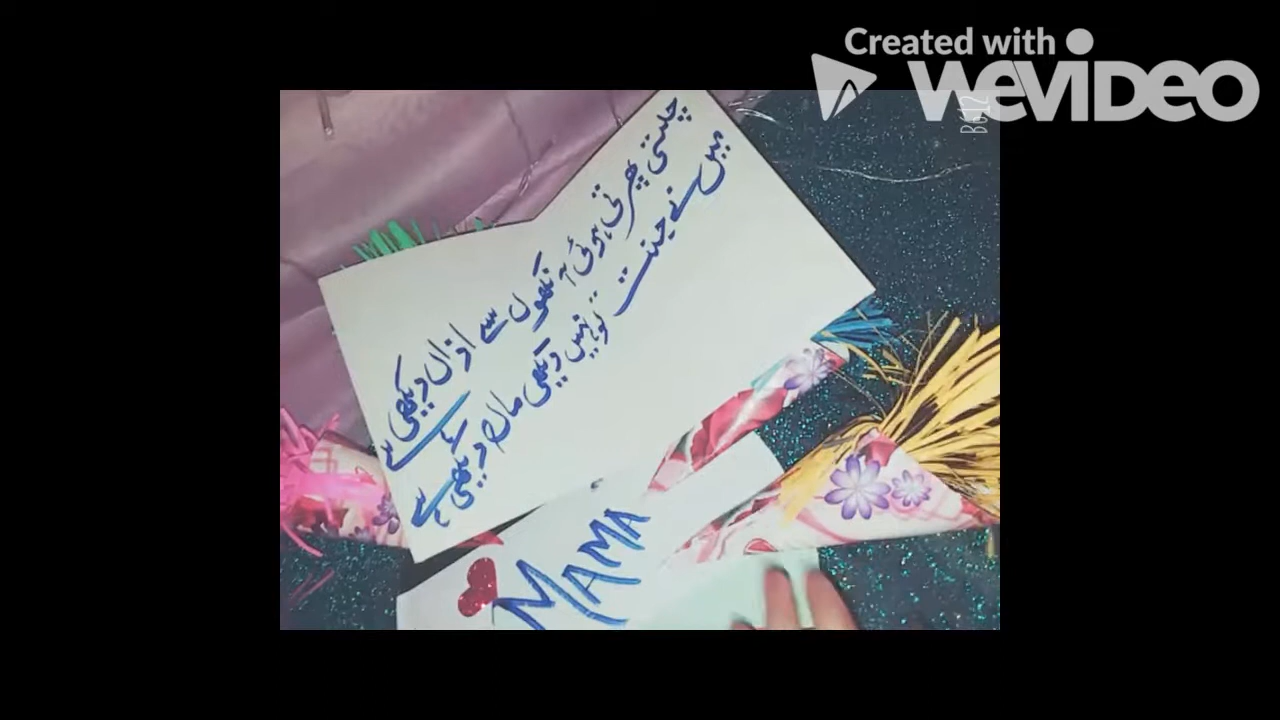 Created with
WEVIDEO
B612
چلتی پھرتی ہوئی آنکھوں سے اذاں دیکھی ہے
میں نے جنت تو نہیں دیکھی ماں دیکھی ہے
MAMA